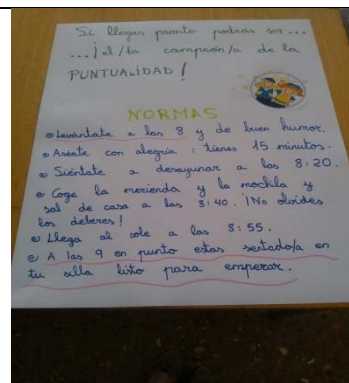 Si llegas pronto podrás ser...
...¡el/la campeón/a de la
PUNTUALIDAD!
NORMAS
Levántate a las 8 y de buen humor.
Aséate con alegría: tienes 15 minutos.
Siéntate a desayunar a las 8:20.
Coge la merienda y la mochila y
sal de casa a las 8:40. ¡No olvides
los deberes!
Llega al cole a las 8:55.
A las 9 en punto estas sentado/a en
tu silla listo para empezar.